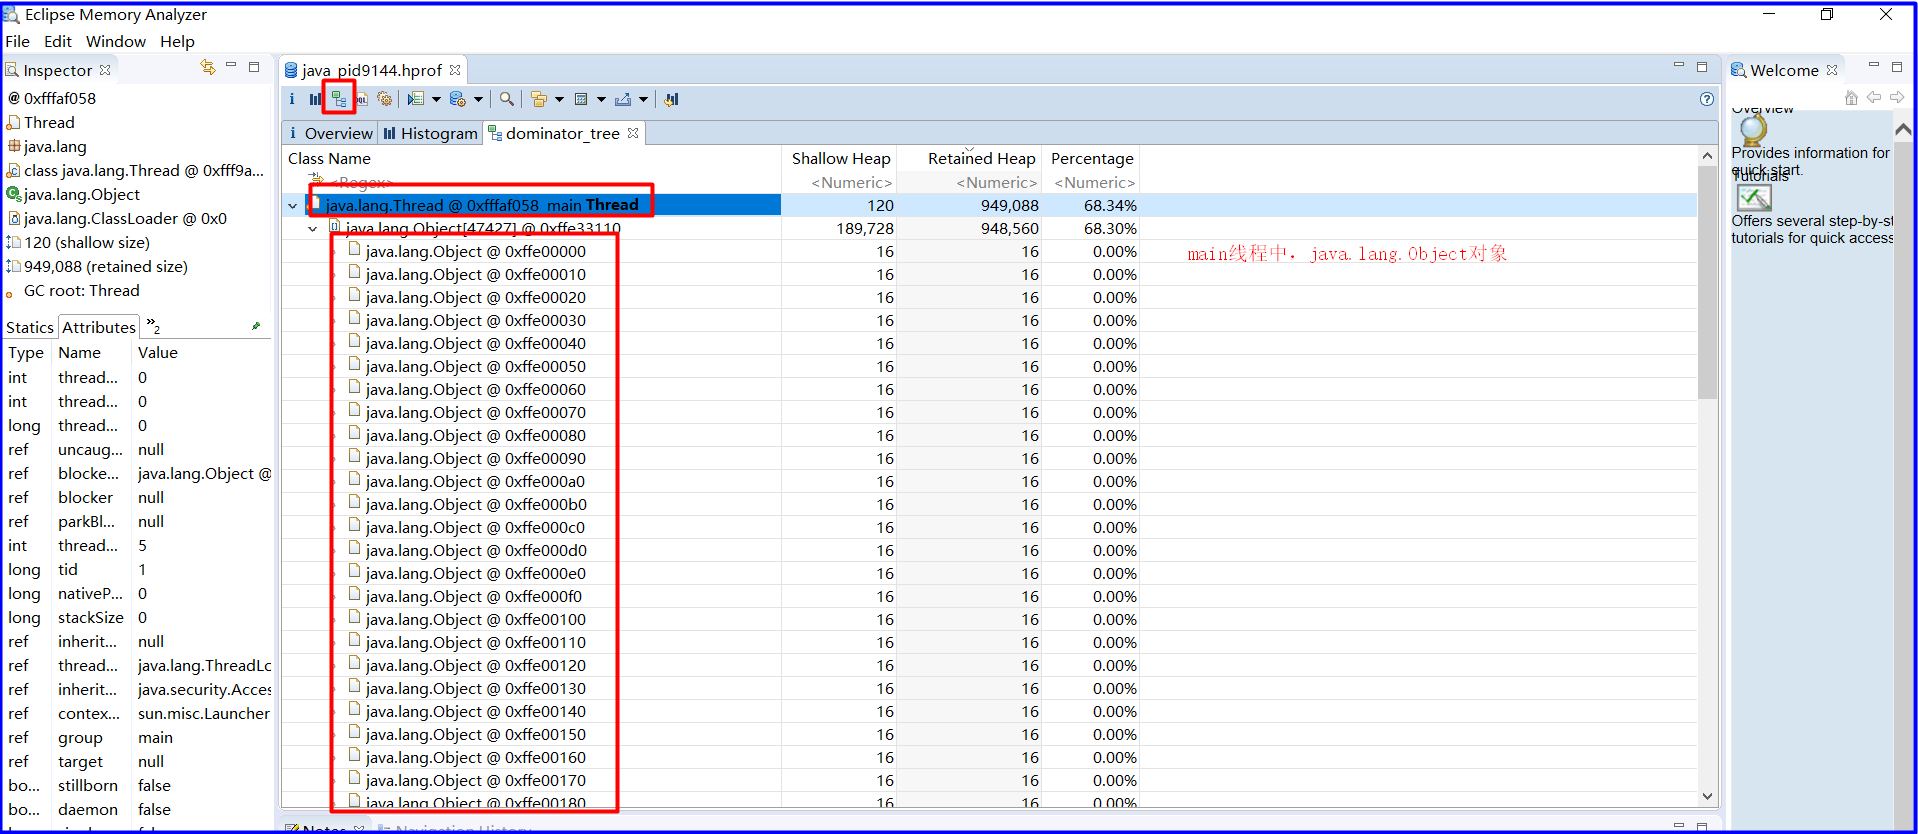 Eclipse Memory Analyzer
File Edit Window Help
Inspector
@ 0xfffaf058
Thread
java.lang
class java.lang.Thread @ 0xfff9a...
java.lang.Object
java.lang.ClassLoader @ 0x0
120 (shallow size)
949,088 (retained size)
GC root: Thread
Statics Attributes »2
Type Name Value
int thread... 0
int thread... 0
long thread... 0
ref uncaug... null
ref blocke... java.lang.Object @
ref blocker null
ref parkBl... null
int thread... 5
long tid 1
long nativeP... 0
long stackSize 0
ref inherit... null
ref thread... java.lang.ThreadLo
ref inherit... java.security.Acces
ref contex... sun.misc.Launcher
ref group main
ref target null
bo... stillborn false
bo... daemon false
java_pid9144.hprof
i Overview Histogram dominator_tree
Class Name Shallow Heap Retained Heap Percentage
<Regex> <Numeric> <Numeric> <Numeric>
java.lang.Thread @ 0xfffaf058 main Thread 120 949,088 68.34%
java.lang.Object[47427] @ 0xffe33110 189,728 948,560 68.30%
java.lang.Object @ 0xffe00000 16 16 0.00%
java.lang.Object @ 0xffe00010 16 16 0.00%
java.lang.Object @ 0xffe00020 16 16 0.00%
java.lang.Object @ 0xffe00030 16 16 0.00%
java.lang.Object @ 0xffe00040 16 16 0.00%
java.lang.Object @ 0xffe00050 16 16 0.00%
java.lang.Object @ 0xffe00060 16 16 0.00%
java.lang.Object @ 0xffe00070 16 16 0.00%
java.lang.Object @ 0xffe00080 16 16 0.00%
java.lang.Object @ 0xffe00090 16 16 0.00%
java.lang.Object @ 0xffe000a0 16 16 0.00%
java.lang.Object @ 0xffe000b0 16 16 0.00%
java.lang.Object @ 0xffe000c0 16 16 0.00%
java.lang.Object @ 0xffe000d0 16 16 0.00%
java.lang.Object @ 0xffe000e0 16 16 0.00%
java.lang.Object @ 0xffe000f0 16 16 0.00%
java.lang.Object @ 0xffe00100 16 16 0.00%
java.lang.Object @ 0xffe00110 16 16 0.00%
java.lang.Object @ 0xffe00120 16 16 0.00%
java.lang.Object @ 0xffe00130 16 16 0.00%
java.lang.Object @ 0xffe00140 16 16 0.00%
java.lang.Object @ 0xffe00150 16 16 0.00%
java.lang.Object @ 0xffe00160 16 16 0.00%
java.lang.Object @ 0xffe00170 16 16 0.00%
java.lang.Object @ 0xffe00180 16 16 0.00%
main线程中，java.lang.Object对象
Notes Navigation History
Welcome
Overview
Provides information for
quick start.
Tutorials
Offers several step-by-st
tutorials for quick access